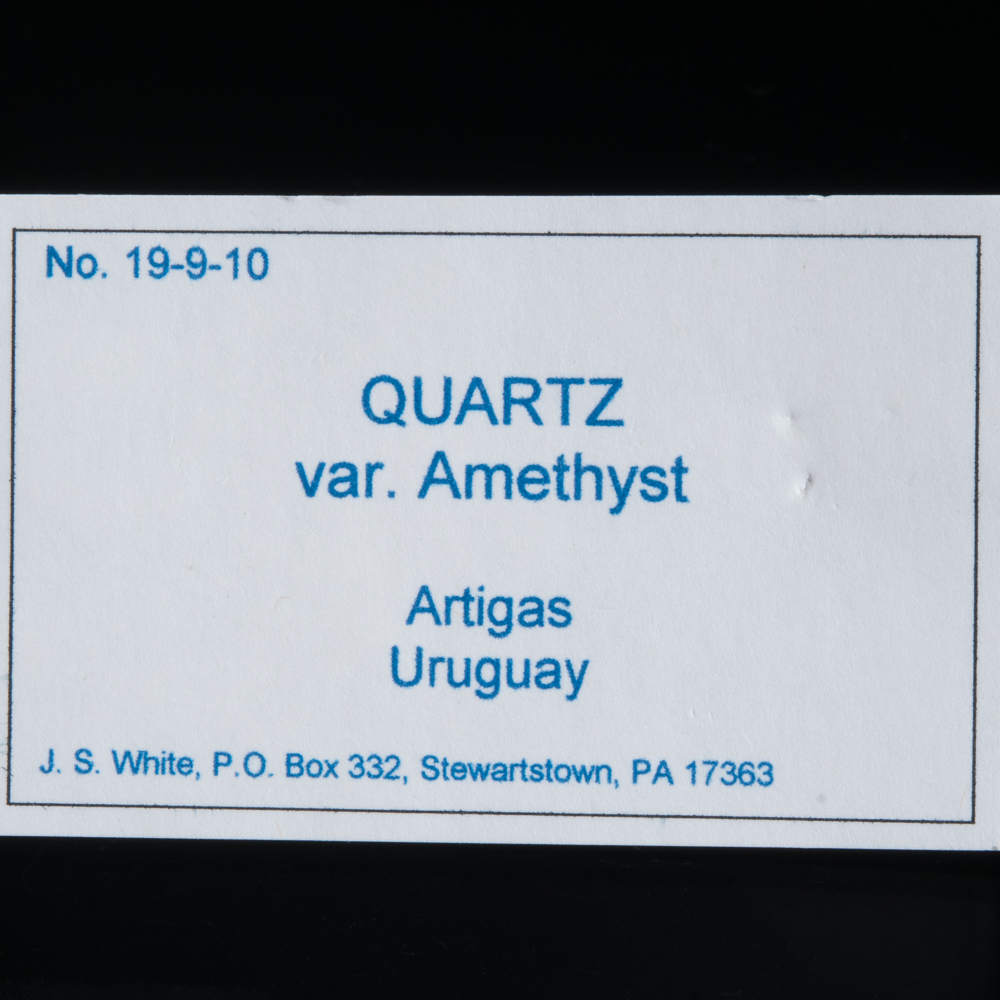 No. 19-9-10
QUARTZ
var. Amethyst
Artigas
Uruguay
J. S. White, P.O. Box 332, Stewartstown, PA 17363